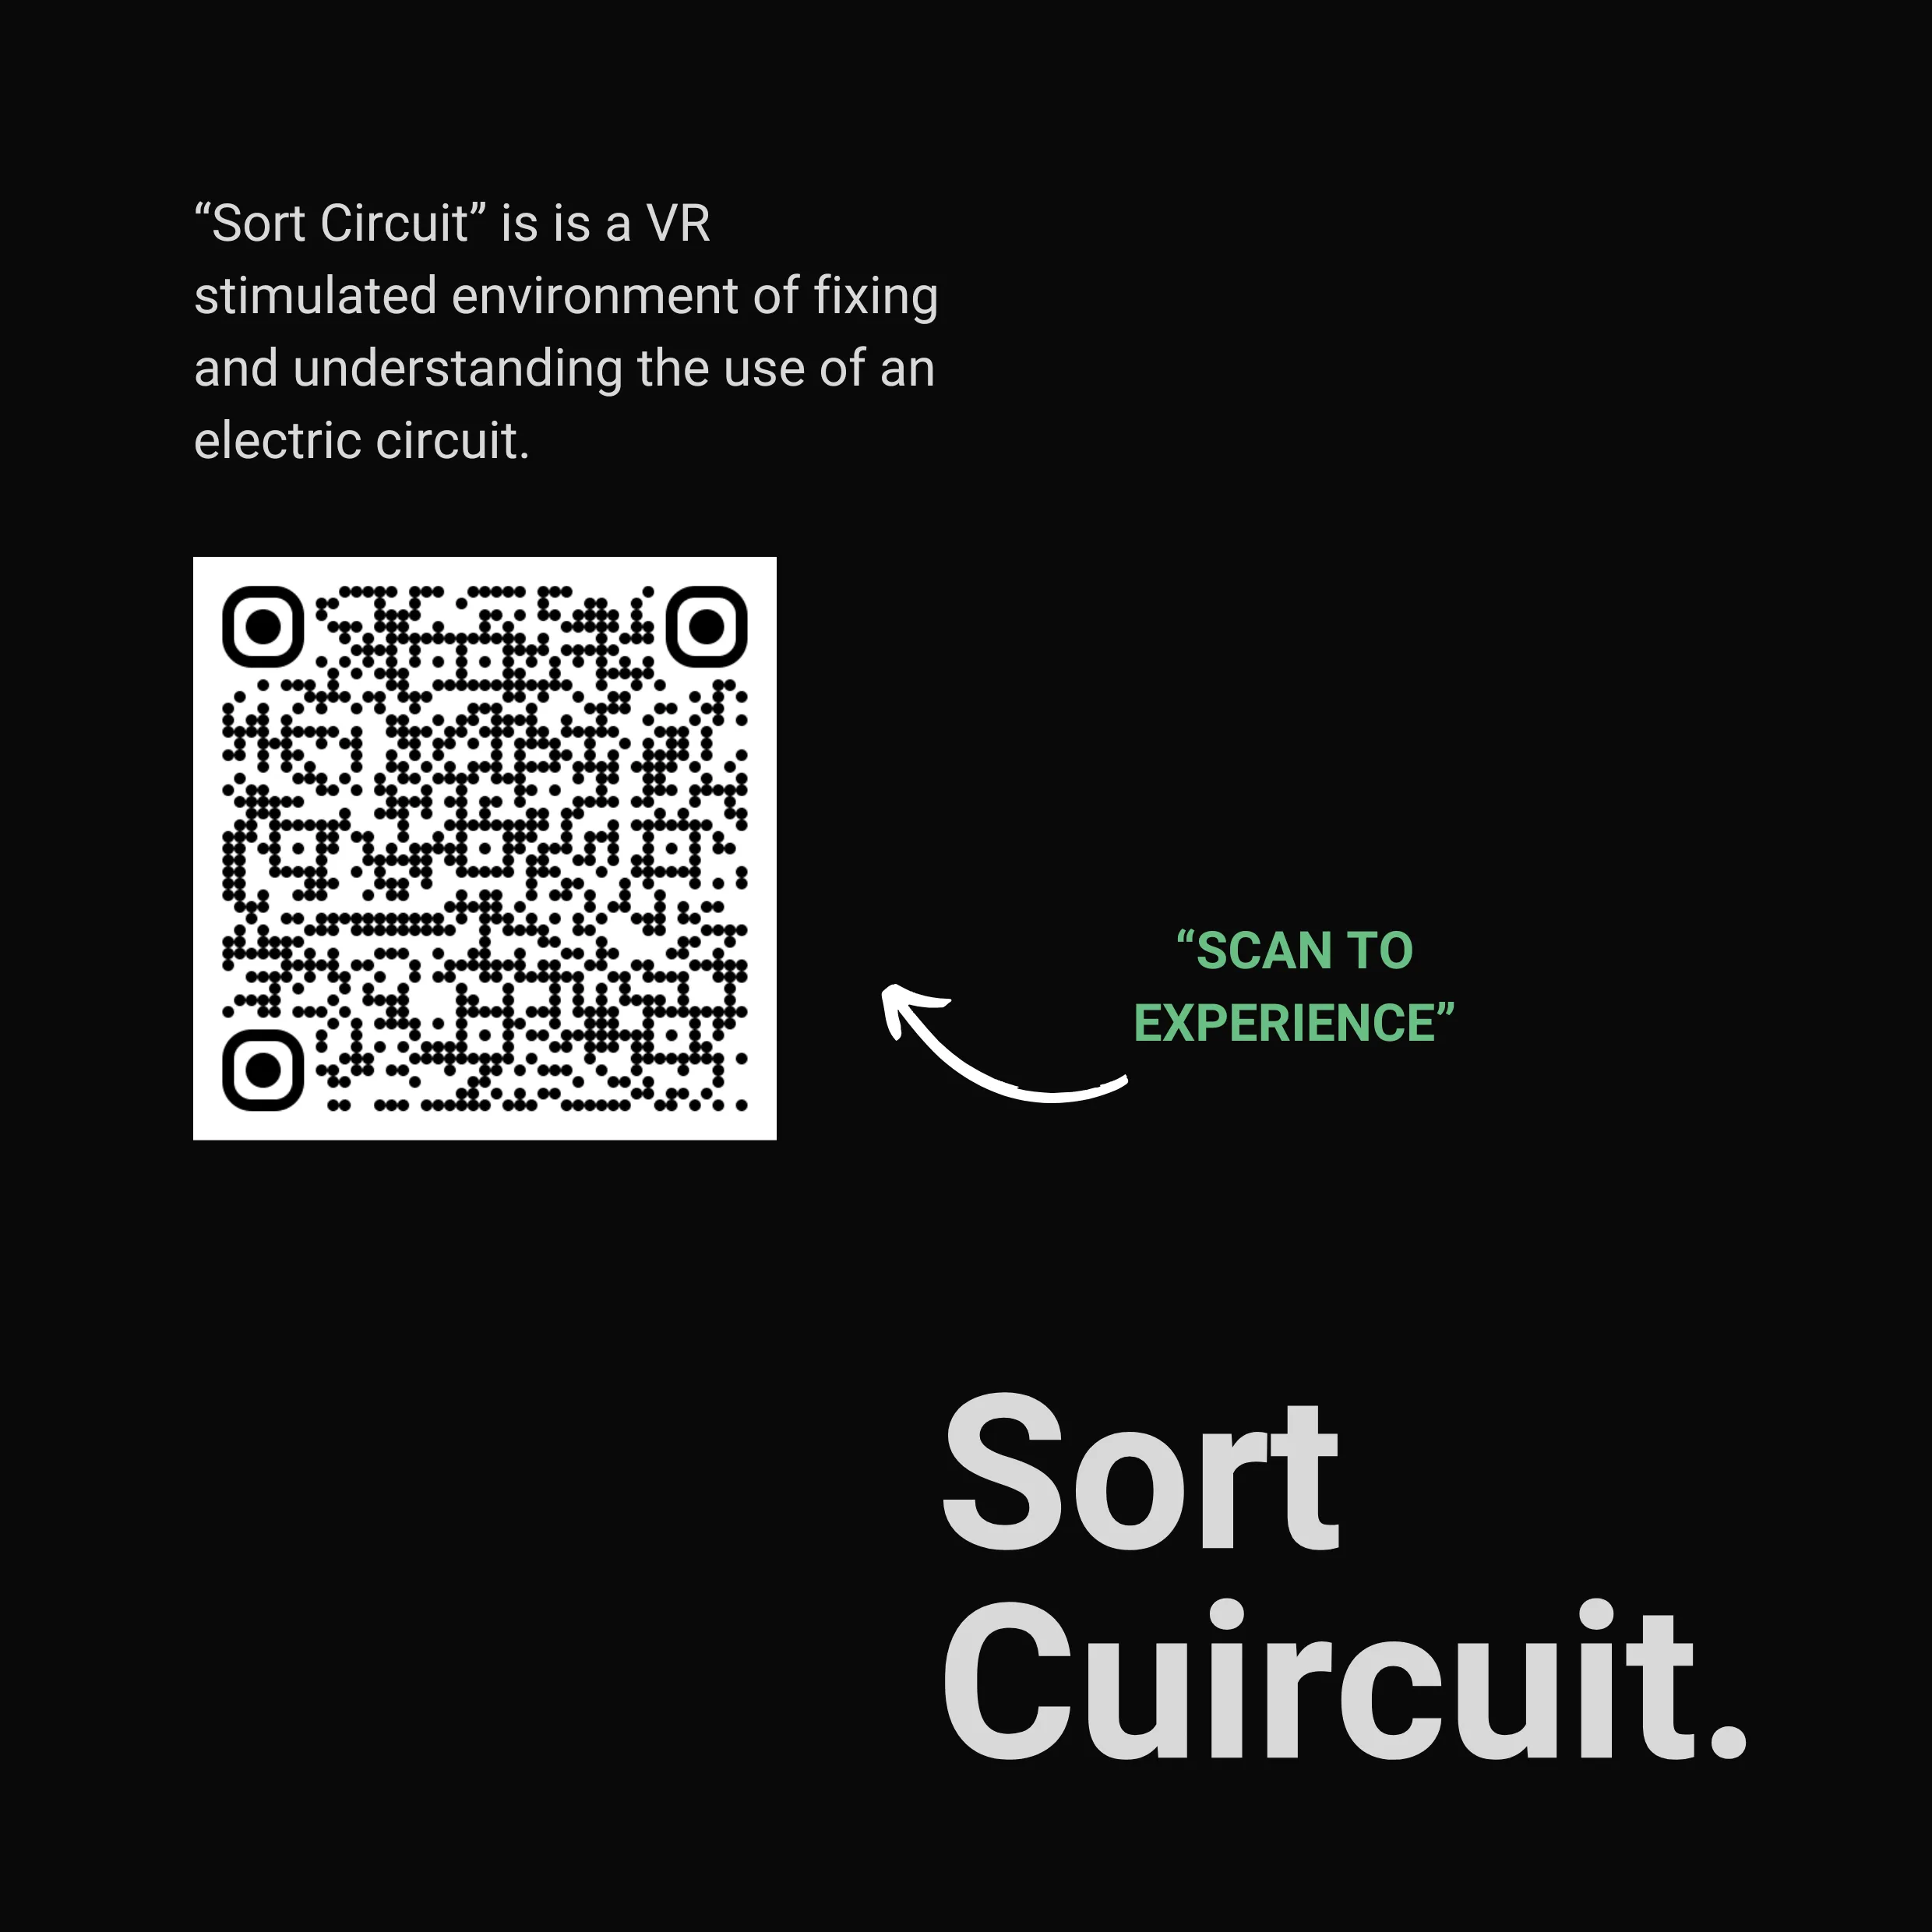 “Sort Circuit” is is a VR
stimulated environment of fixing
and understanding the use of an
electric circuit.
“SCAN TO
EXPERIENCE”
Sort
Cuircuit.